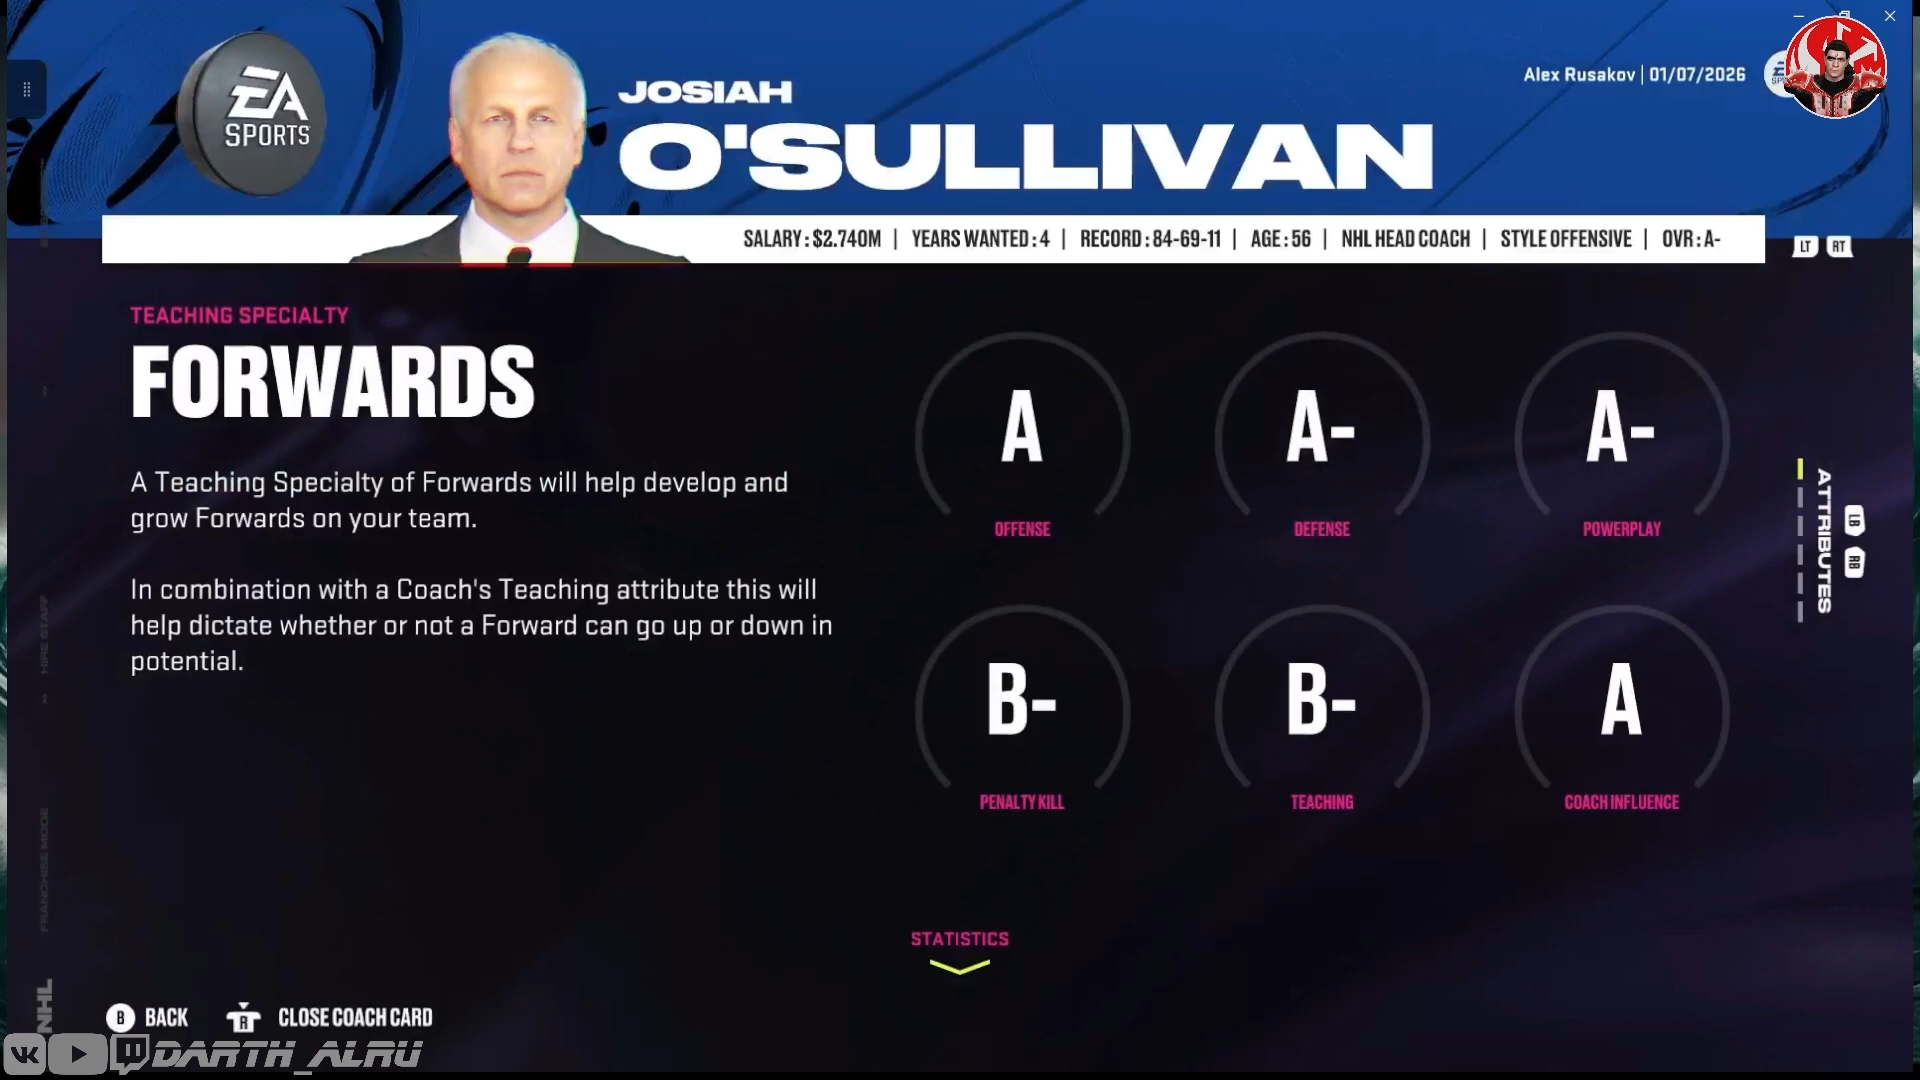 EA
SPORTS
JOSIAH
O'SULLIVAN
Alex Rusakov | 01/07/2026
SALARY : $2.740M | YEARS WANTED : 4 | RECORD : 84-69-11 | AGE : 56 | NHL HEAD COACH | STYLE OFFENSIVE | OVR : A-
LT RT
TEACHING SPECIALTY
FORWARDS
A Teaching Specialty of Forwards will help develop and
grow Forwards on your team.
In combination with a Coach's Teaching attribute this will
help dictate whether or not a Forward can go up or down in
potential.
A
OFFENSE
A-
DEFENSE
A-
POWERPLAY
B-
PENALTY KILL
B-
TEACHING
A
COACH INFLUENCE
ATTRIBUTES
LB
RB
STATISTICS
HIRE STAFF
FRANCHISE MODE
NHL
B BACK
R CLOSE COACH CARD
DARTH_ALRU